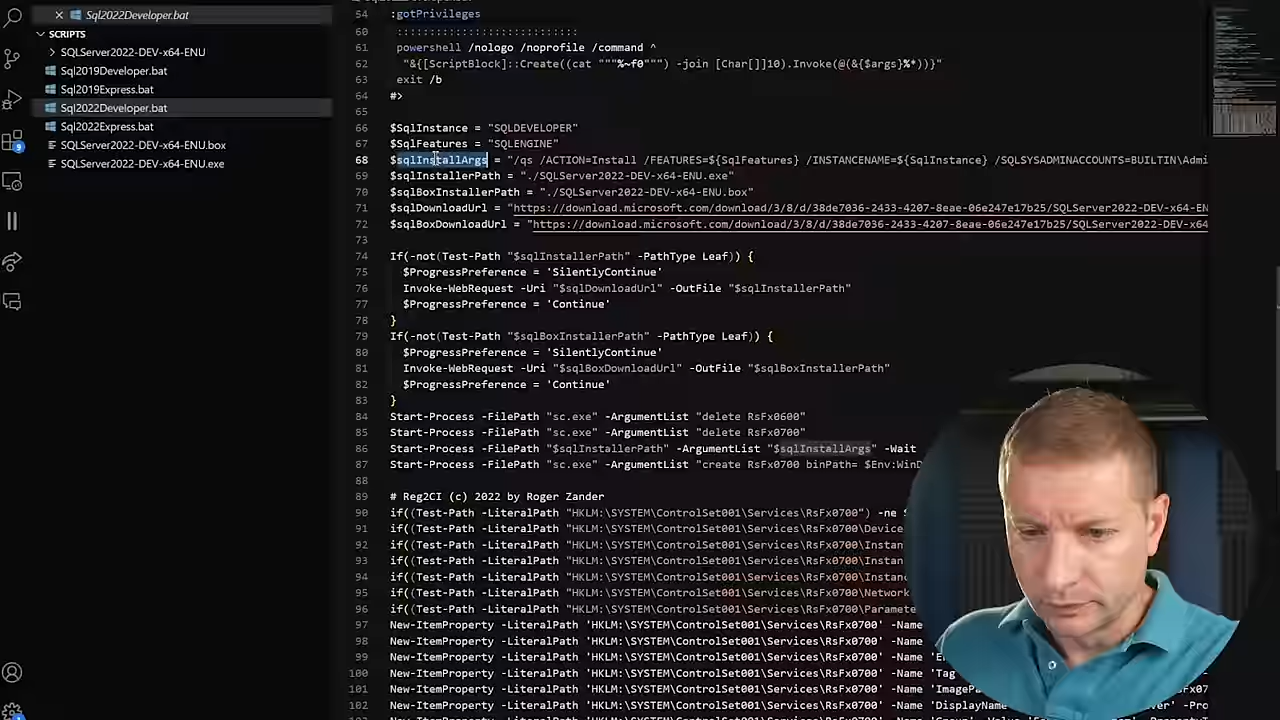 Sql2022Developer.bat
SCRIPTS
SQLServer2022-DEV-x64-ENU
Sql2019Developer.bat
Sql2019Express.bat
Sql2022Developer.bat
Sql2022Express.bat
SQLServer2022-DEV-x64-ENU.box
SQLServer2022-DEV-x64-ENU.exe
9
54 :gotPrivileges
60 ::::::::::::::::::::::::::::
61 powershell /nologo /noprofile /command ^
62 "&{[ScriptBlock]::Create((cat """%~f0""") -join [Char[]]10).Invoke(@(&{$args}%*))}"
63 exit /b
64 #>
65
66 $SqlInstance = "SQLDEVELOPER"
67 $SqlFeatures = "SQLENGINE"
68 $sqlInstallArgs = "/qs /ACTION=Install /FEATURES=${SqlFeatures} /INSTANCENAME=${SqlInstance} /SQLSYSADMINACCOUNTS=BUILTIN\Admi
69 $sqlInstallerPath = "./SQLServer2022-DEV-x64-ENU.exe"
70 $sqlBoxInstallerPath = "./SQLServer2022-DEV-x64-ENU.box"
71 $sqlDownloadUrl = "https://download.microsoft.com/download/3/8/d/38de7036-2433-4207-8eae-06e247e17b25/SQLServer2022-DEV-x64-EN
72 $sqlBoxDownloadUrl = "https://download.microsoft.com/download/3/8/d/38de7036-2433-4207-8eae-06e247e17b25/SQLServer2022-DEV-x64
73
74 If(-not(Test-Path "$sqlInstallerPath" -PathType Leaf)) {
75 $ProgressPreference = 'SilentlyContinue'
76 Invoke-WebRequest -Uri "$sqlDownloadUrl" -OutFile "$sqlInstallerPath"
77 $ProgressPreference = 'Continue'
78 }
79 If(-not(Test-Path "$sqlBoxInstallerPath" -PathType Leaf)) {
80 $ProgressPreference = 'SilentlyContinue'
81 Invoke-WebRequest -Uri "$sqlBoxDownloadUrl" -OutFile "$sqlBoxInstallerPath"
82 $ProgressPreference = 'Continue'
83 }
84 Start-Process -FilePath "sc.exe" -ArgumentList "delete RsFx0600"
85 Start-Process -FilePath "sc.exe" -ArgumentList "delete RsFx0700"
86 Start-Process -FilePath "$sqlInstallerPath" -ArgumentList "$sqlInstallArgs" -Wait
87 Start-Process -FilePath "sc.exe" -ArgumentList "create RsFx0700 binPath= $Env:WinD
88
89 # Reg2CI (c) 2022 by Roger Zander
90 if((Test-Path -LiteralPath "HKLM:\SYSTEM\ControlSet001\Services\RsFx0700") -ne $
91 if((Test-Path -LiteralPath "HKLM:\SYSTEM\ControlSet001\Services\RsFx0700\Device
92 if((Test-Path -LiteralPath "HKLM:\SYSTEM\ControlSet001\Services\RsFx0700\Instan
93 if((Test-Path -LiteralPath "HKLM:\SYSTEM\ControlSet001\Services\RsFx0700\Instan
94 if((Test-Path -LiteralPath "HKLM:\SYSTEM\ControlSet001\Services\RsFx0700\Instanc
95 if((Test-Path -LiteralPath "HKLM:\SYSTEM\ControlSet001\Services\RsFx0700\Network
96 if((Test-Path -LiteralPath "HKLM:\SYSTEM\ControlSet001\Services\RsFx0700\Paramete
97 New-ItemProperty -LiteralPath 'HKLM:\SYSTEM\ControlSet001\Services\RsFx0700' -Name
98 New-ItemProperty -LiteralPath 'HKLM:\SYSTEM\ControlSet001\Services\RsFx0700' -Name
99 New-ItemProperty -LiteralPath 'HKLM:\SYSTEM\ControlSet001\Services\RsFx0700' -Name 'E
100 New-ItemProperty -LiteralPath 'HKLM:\SYSTEM\ControlSet001\Services\RsFx0700' -Name 'Tag
101 New-ItemProperty -LiteralPath 'HKLM:\SYSTEM\ControlSet001\Services\RsFx0700' -Name 'ImagePa
102 New-ItemProperty -LiteralPath 'HKLM:\SYSTEM\ControlSet001\Services\RsFx0700' -Name 'DisplayName